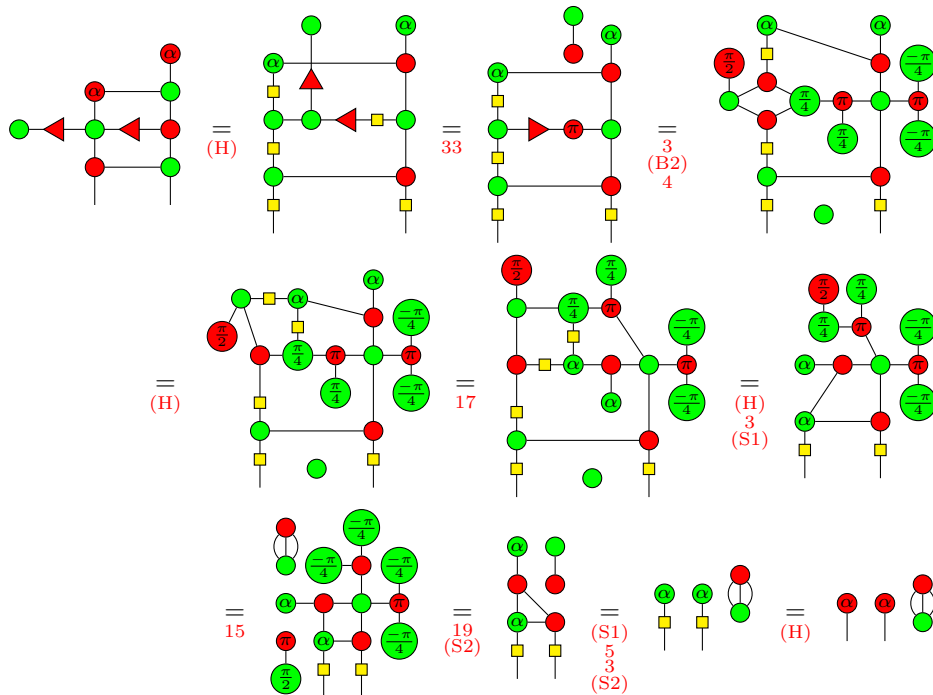 α
α
=
(H)
α
α
=
33
α
α
π
=
3
(B2)
4
α α
π/2 -π/4
π/4 π π
π/4 -π/4
=
(H)
α α
π/2 -π/4
π/4 π π
π/4 -π/4
=
17
π/2 π/4
π/4 π
-π/4
α π
α -π/4
=
(H)
3
(S1)
π/2 π/4
π/4 π
-π/4
α π
α -π/4
=
15
-π/4
-π/4 -π/4
α π
π α -π/4
π/2
=
19
(S2)
α
α
=
(S1)
5
3
(S2)
α α
=
(H)
α α